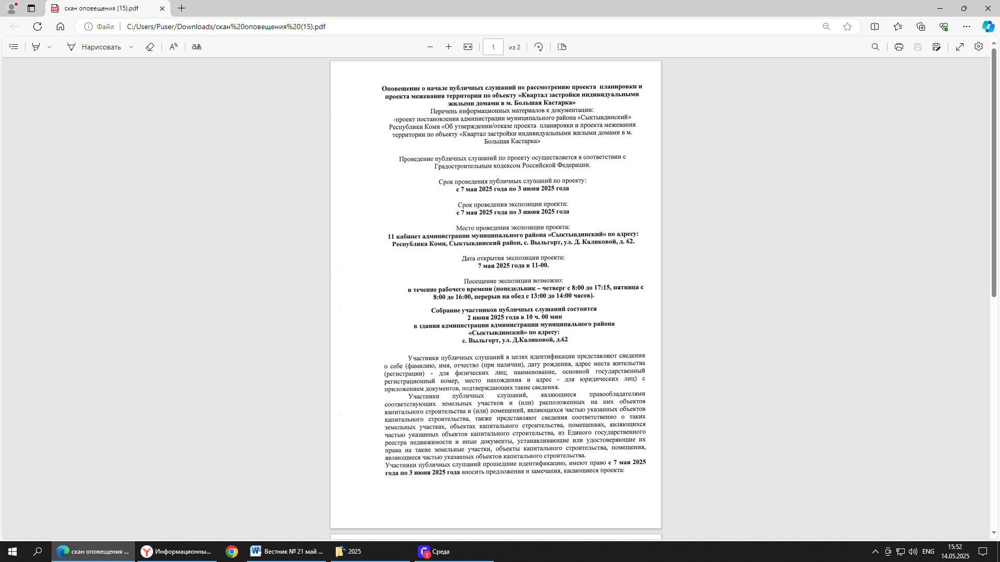 скан оповещения (15).pdf
Файл
C:/Users/Puser/Downloads/скан%20оповещения%20(15).pdf
Нарисовать
1
из 2
Оповещение о начале публичных слушаний по рассмотрению проекта планировки и
проекта межевания территории по объекту «Квартал застройки индивидуальными
жилыми домами в м. Большая Кастарка»
Перечень информационных материалов к документации:
-проект постановления администрации муниципального района «Сыктывдинский»
Республики Коми «Об утверждении/отказе проекта планировки и проекта межевания
территории по объекту «Квартал застройки индивидуальными жилыми домами в м.
Большая Кастарка»
Проведение публичных слушаний по проекту осуществляется в соответствии с
Градостроительным кодексом Российской Федерации.
Срок проведения публичных слушаний по проекту:
с 7 мая 2025 года по 3 июня 2025 года
Срок проведения экспозиции проекта:
с 7 мая 2025 года по 3 июня 2025 года
Место проведения экспозиции проекта:
11 кабинет администрации муниципального района «Сыктывдинский» по адресу:
Республика Коми, Сыктывдинский район, с. Выльгорт, ул. Д. Каликовой, д. 62.
Дата открытия экспозиции проекта:
7 мая 2025 года в 11-00.
Посещение экспозиции возможно:
в течение рабочего времени (понедельник – четверг с 8:00 до 17:15, пятница с
8:00 до 16:00, перерыв на обед с 13:00 до 14:00 часов).
Собрание участников публичных слушаний состоится
2 июня 2025 года в 10 ч. 00 мин
в здании администрации администрации муниципального района
«Сыктывдинский» по адресу:
с. Выльгорт, ул. Д.Каликовой, д.62
Участники публичных слушаний в целях идентификации представляют сведения
о себе (фамилию, имя, отчество (при наличии), дату рождения, адрес места жительства
(регистрации) - для физических лиц; наименование, основной государственный
регистрационный номер, место нахождения и адрес - для юридических лиц) с
приложением документов, подтверждающих такие сведения.
Участники публичных слушаний, являющиеся правообладателями
соответствующих земельных участков и (или) расположенных на них объектов
капитального строительства и (или) помещений, являющихся частью указанных объектов
капитального строительства, также представляют сведения соответственно о таких
земельных участках, объектах капитального строительства, помещениях, являющихся
частью указанных объектов капитального строительства, из Единого государственного
реестра недвижимости и иные документы, устанавливающие или удостоверяющие их
права на такие земельные участки, объекты капитального строительства, помещения,
являющиеся частью указанных объектов капитального строительства.
Участники публичных слушаний прошедшие идентификацию, имеют право с 7 мая 2025
года по 3 июня 2025 года вносить предложения и замечания, касающиеся проекта:
скан оповещения ...
Информационны...
Вестник № 21 май ...
2025
Среда
ENG
15:52
14.05.2025